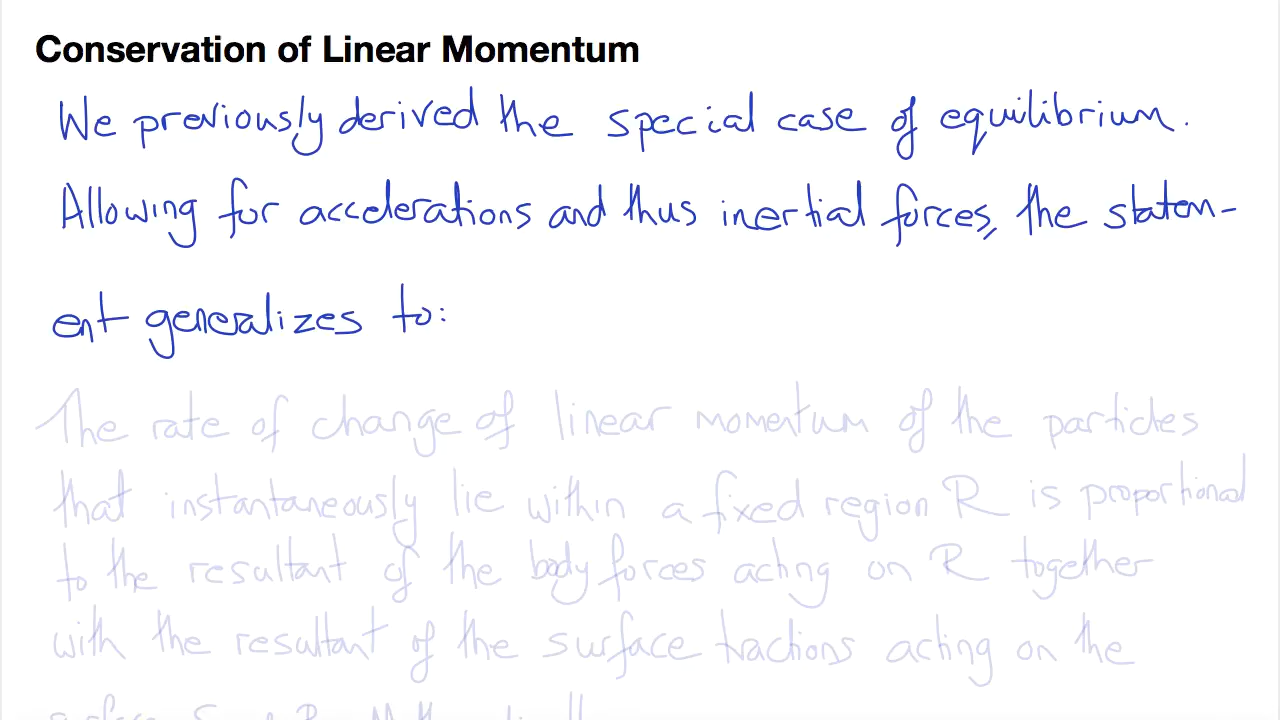 Conservation of Linear Momentum
We previously derived the special case of equilibrium.
Allowing for accelerations and thus inertial forces, the statem-
ent generalizes to:
The rate of change of linear momentum of the particles
that instantaneously lie within a fixed region R is proportional
to the resultant of the body forces acting on R together
with the resultant of the surface tractions acting on the
surface S